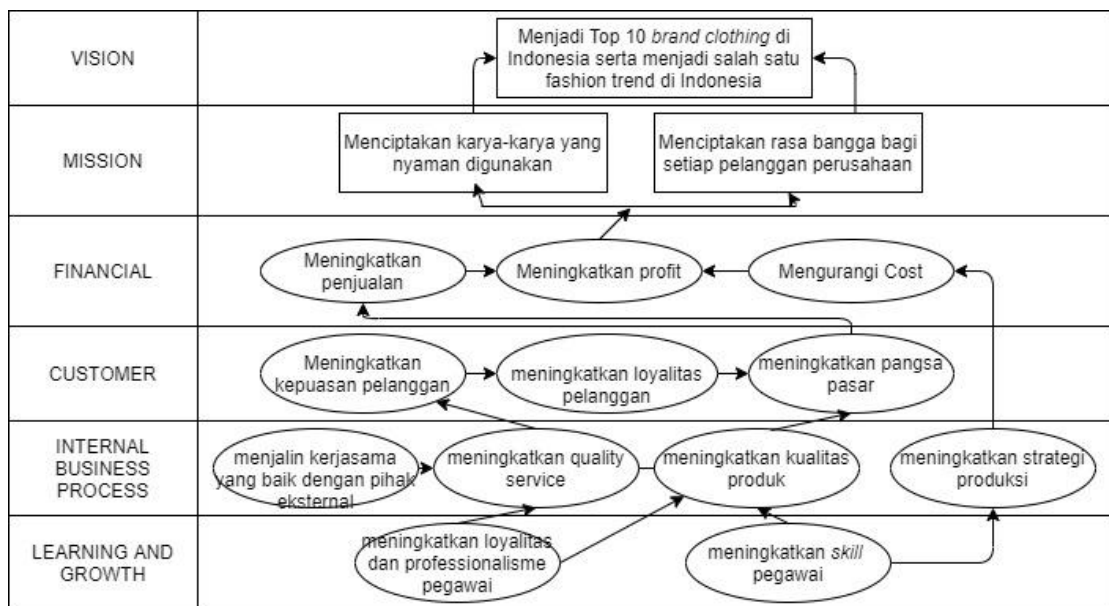 VISION
Menjadi Top 10 brand clothing di
Indonesia serta menjadi salah satu
fashion trend di Indonesia
MISSION
Menciptakan karya-karya yang
nyaman digunakan
Menciptakan rasa bangga bagi
setiap pelanggan perusahaan
FINANCIAL
Meningkatkan
penjualan
Meningkatkan profit
Mengurangi Cost
CUSTOMER
Meningkatkan
kepuasan pelanggan
meningkatkan loyalitas
pelanggan
meningkatkan pangsa
pasar
INTERNAL
BUSINESS
PROCESS
menjalin kerjasama
yang baik dengan pihak
eksternal
meningkatkan quality
service
meningkatkan kualitas
produk
meningkatkan strategi
produksi
LEARNING AND
GROWTH
meningkatkan loyalitas
dan professionalisme
pegawai
meningkatkan skill
pegawai